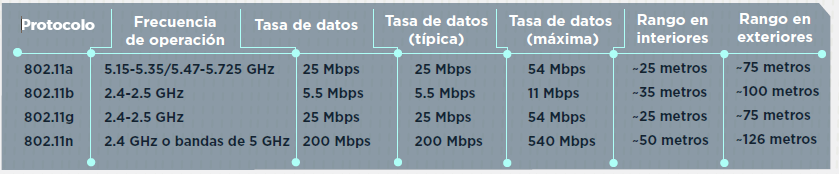 Protocolo Frecuencia de operación Tasa de datos Tasa de datos (típica) Tasa de datos (máxima) Rango en interiores Rango en exteriores
802.11a 5.15-5.35/5.47-5.725 GHz 25 Mbps 25 Mbps 54 Mbps ~25 metros ~75 metros
802.11b 2.4-2.5 GHz 5.5 Mbps 5.5 Mbps 11 Mbps ~35 metros ~100 metros
802.11g 2.4-2.5 GHz 25 Mbps 25 Mbps 54 Mbps ~25 metros ~75 metros
802.11n 2.4 GHz o bandas de 5 GHz 200 Mbps 200 Mbps 540 Mbps ~50 metros ~126 metros